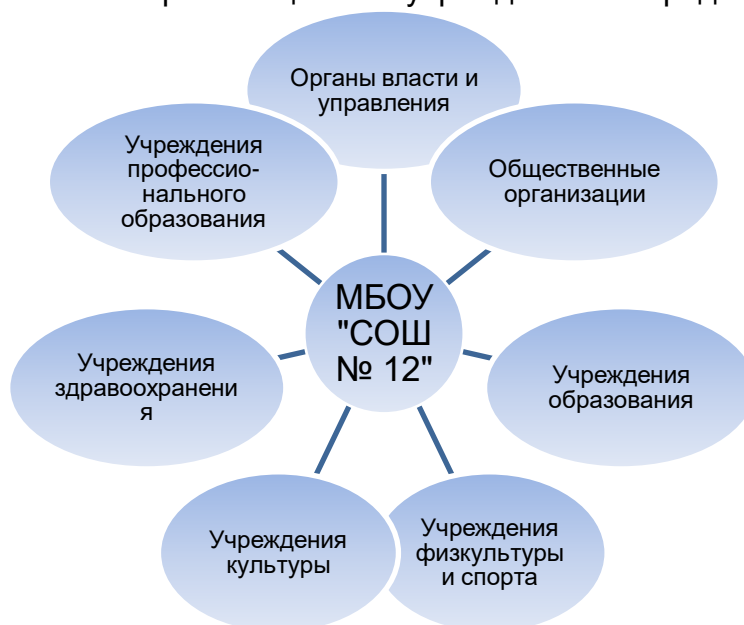 Органы власти и
управления
Общественные
организации
Учреждения
образования
Учреждения
физкультуры
и спорта
Учреждения
культуры
Учреждения
здравоохранени
я
Учреждения
профессио-
нального
образования
МБОУ
"СОШ
№ 12"